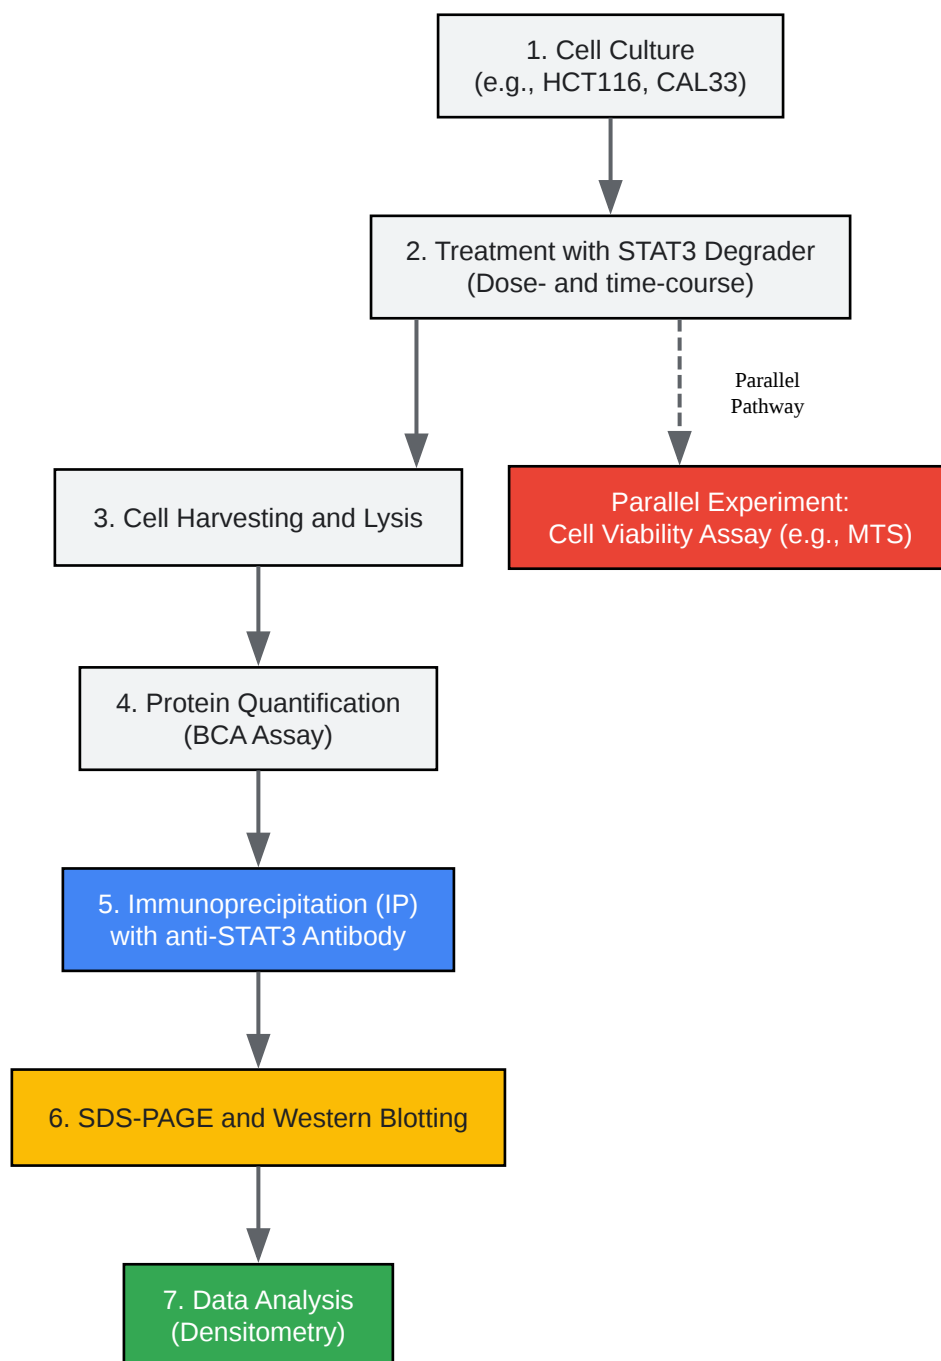 1. Cell Culture
(e.g., HCT116, CAL33)
2. Treatment with STAT3 Degrader
(Dose- and time-course)
Parallel
Pathway
3. Cell Harvesting and Lysis
Parallel Experiment:
Cell Viability Assay (e.g., MTS)
4. Protein Quantification
(BCA Assay)
5. Immunoprecipitation (IP)
with anti-STAT3 Antibody
6. SDS-PAGE and Western Blotting
7. Data Analysis
(Densitometry)